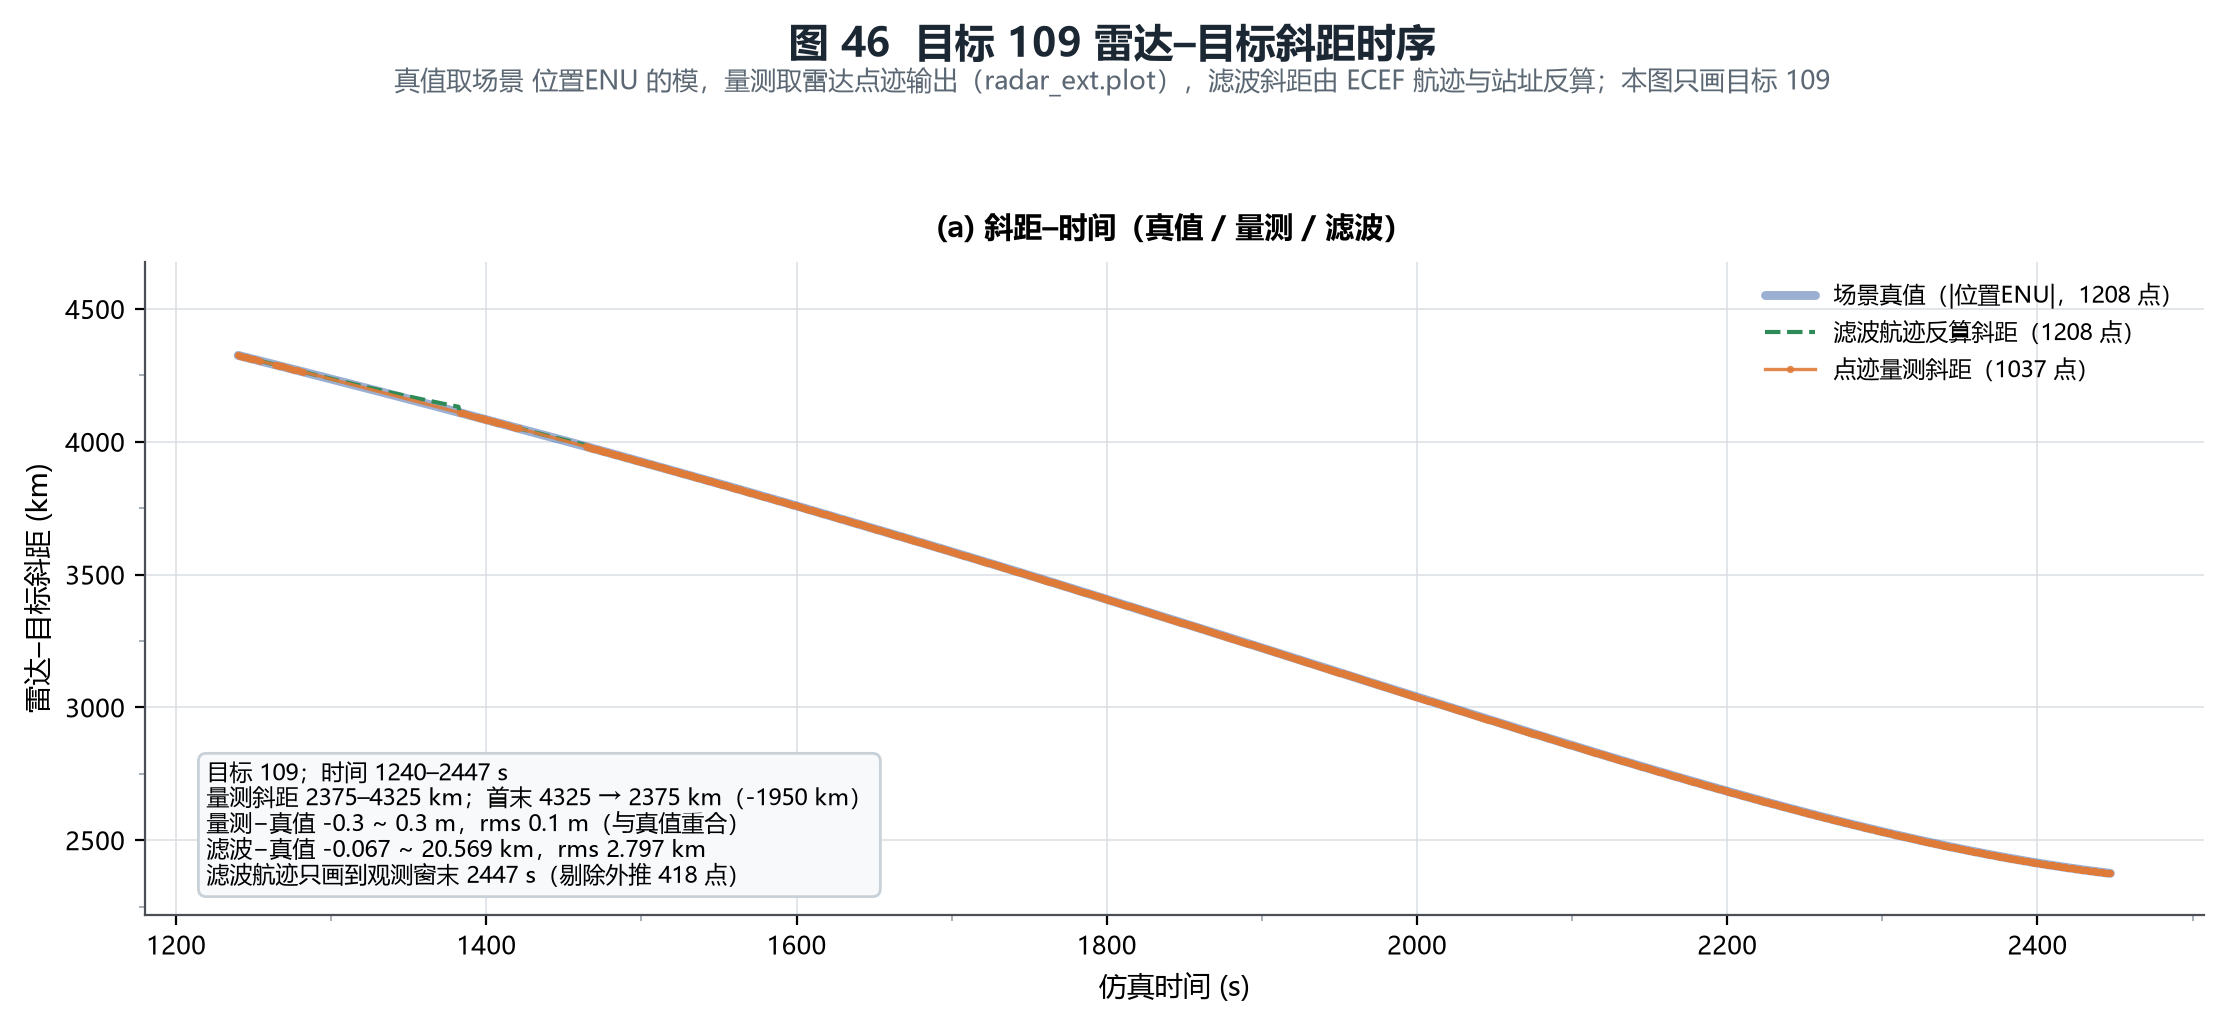 图 46 目标 109 雷达–目标斜距时序
真值取场景 位置ENU 的模，量测取雷达点迹输出（radar_ext.plot），滤波斜距由 ECEF 航迹与站址反算；本图只画目标 109
(a) 斜距–时间（真值 / 量测 / 滤波）
场景真值（|位置ENU|，1208 点）
滤波航迹反算斜距（1208 点）
点迹量测斜距（1037 点）
雷达–目标斜距 (km)
4500
4000
3500
3000
2500
目标 109；时间 1240–2447 s
量测斜距 2375–4325 km；首末 4325 → 2375 km（-1950 km）
量测−真值 -0.3 ~ 0.3 m，rms 0.1 m（与真值重合）
滤波−真值 -0.067 ~ 20.569 km，rms 2.797 km
滤波航迹只画到观测窗末 2447 s（剔除外推 418 点）
1200
1400
1600
1800
2000
2200
2400
仿真时间 (s)